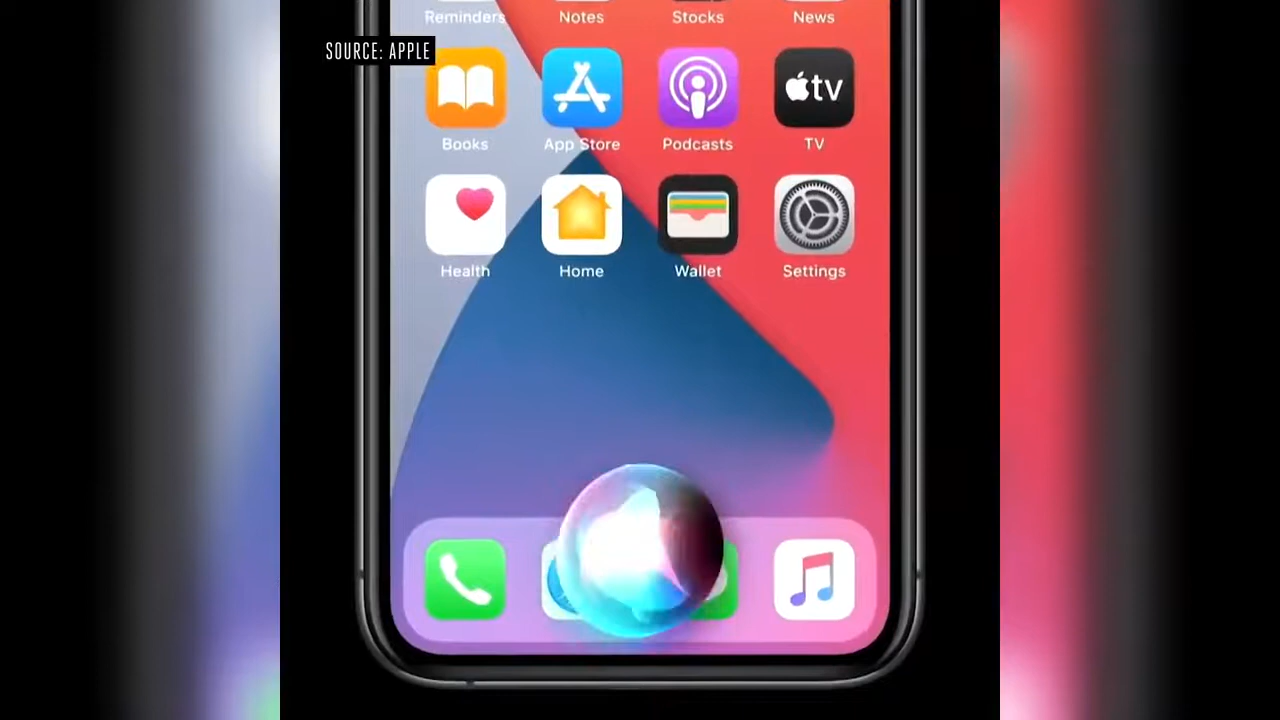 Reminders Notes Stocks News
SOURCE: APPLE
tv
Books App Store Podcasts TV
Health Home Wallet Settings